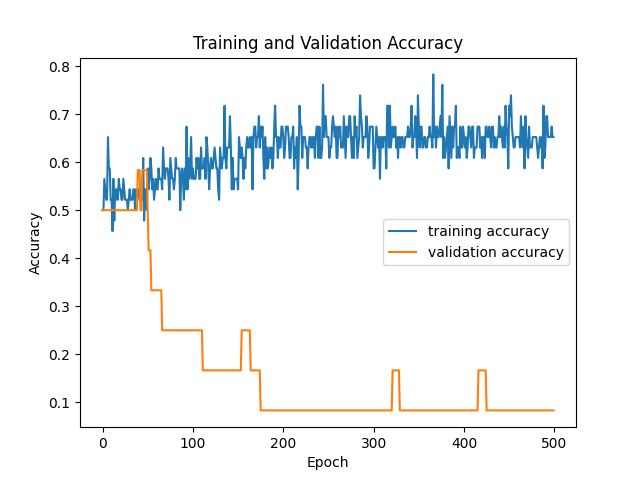 Training and Validation Accuracy
0.8
0.7
0.6
0.5
0.4
0.3
0.2
0.1
Accuracy
training accuracy
validation accuracy
0 100 200 300 400 500
Epoch